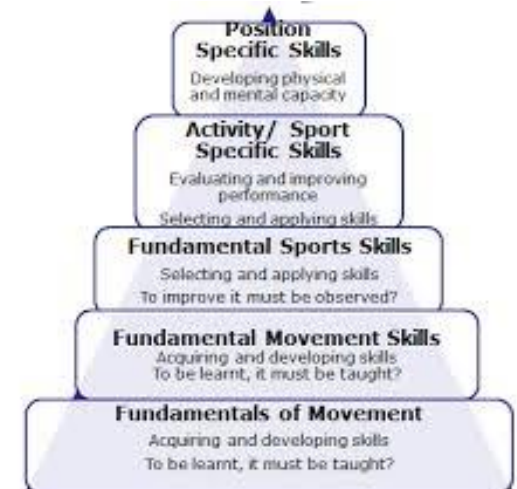 Position
Specific Skills
Developing physical
and mental capacity
Activity/ Sport
Specific Skills
Evaluating and improving
performance
Selecting and applying skills
Fundamental Sports Skills
Selecting and applying skills
To improve it must be observed?
Fundamental Movement Skills
Acquiring and developing skills
To be learnt, it must be taught?
Fundamentals of Movement
Acquiring and developing skills
To be learnt, it must be taught?